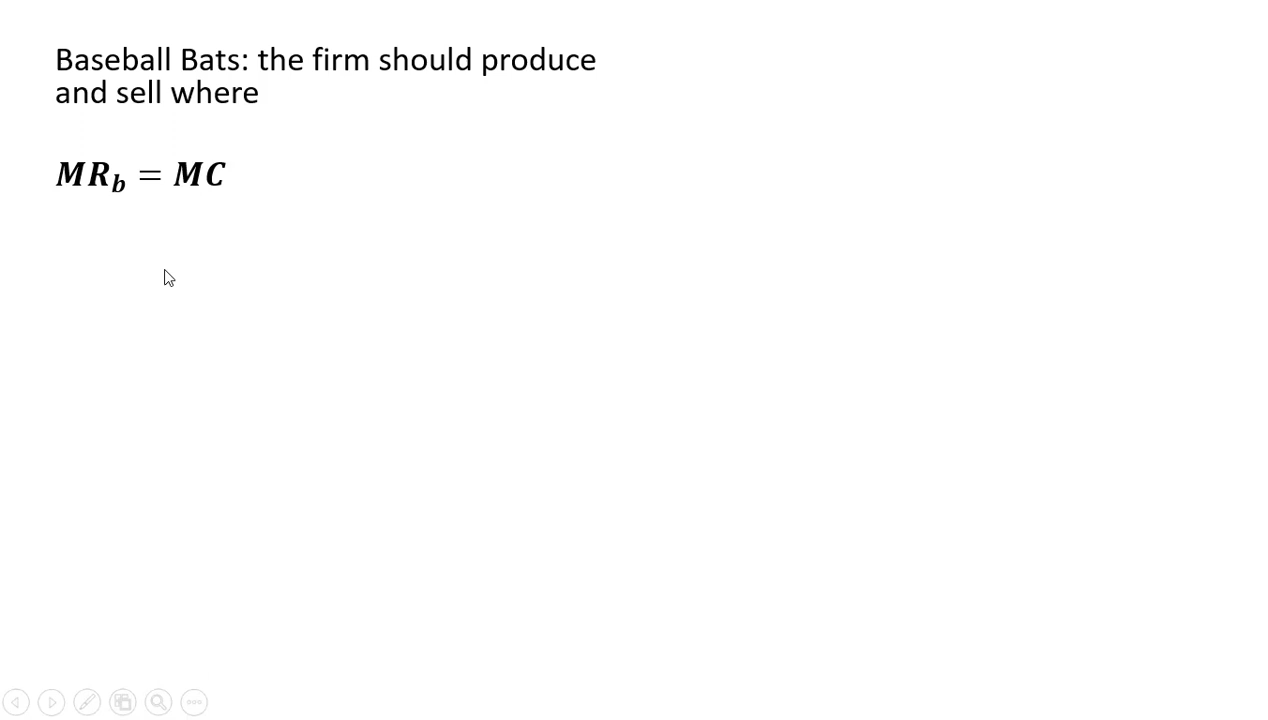 Baseball Bats: the firm should produce
and sell where
MR_b = MC